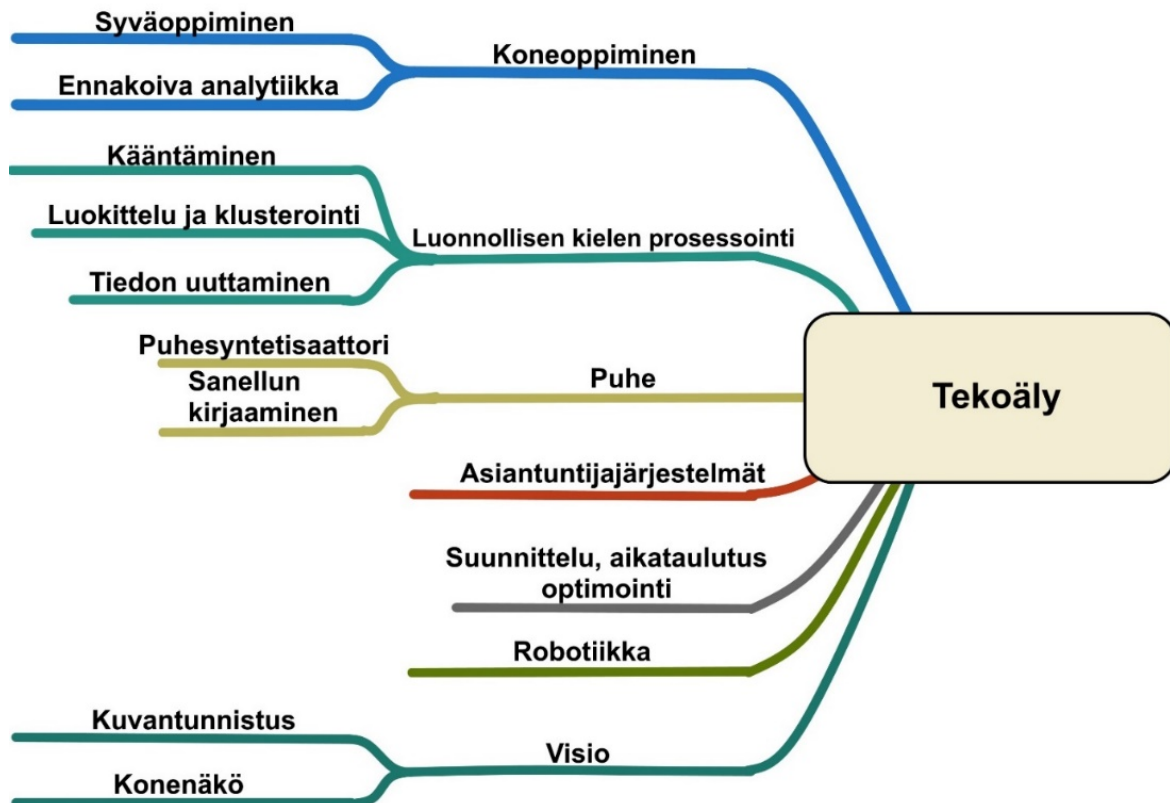 Syväoppiminen
Koneoppiminen
Ennakoiva analytiikka
Kääntäminen
Luokittelu ja klusterointi
Luonnollisen kielen prosessointi
Tiedon uuttaminen
Puhesyntetisaattori
Sanellun
kirjaaminen
Puhe
Tekoäly
Asiantuntijajärjestelmät
Suunnittelu, aikataulutus
optimointi
Robotiikka
Kuvantunnistus
Visio
Konenäkö